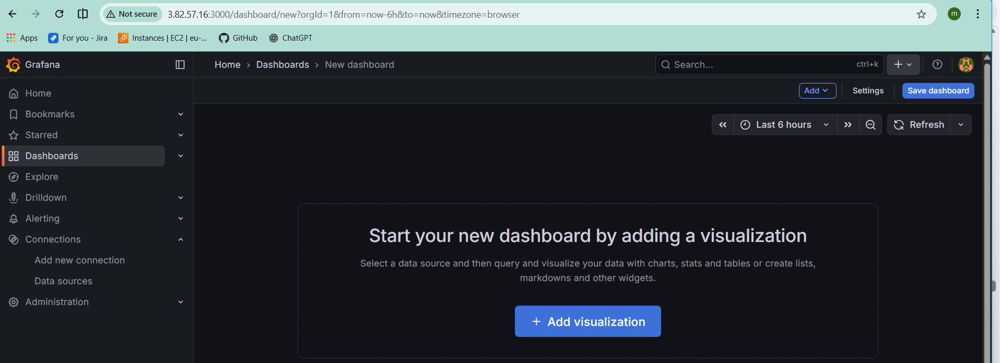 Not secure 3.82.57.16:3000/dashboard/new?orgId=1&from=now-6h&to=now&timezone=browser m
Apps For you - Jira Instances | EC2 | eu-... GitHub ChatGPT
Grafana Home › Dashboards › New dashboard Search... ctrl+k
Home
Add Settings Save dashboard
Bookmarks
Last 6 hours Refresh
Starred
Dashboards
Explore
Drilldown
Alerting
Connections
Add new connection
Data sources
Administration
Start your new dashboard by adding a visualization
Select a data source and then query and visualize your data with charts, stats and tables or create lists,
markdowns and other widgets.
+ Add visualization